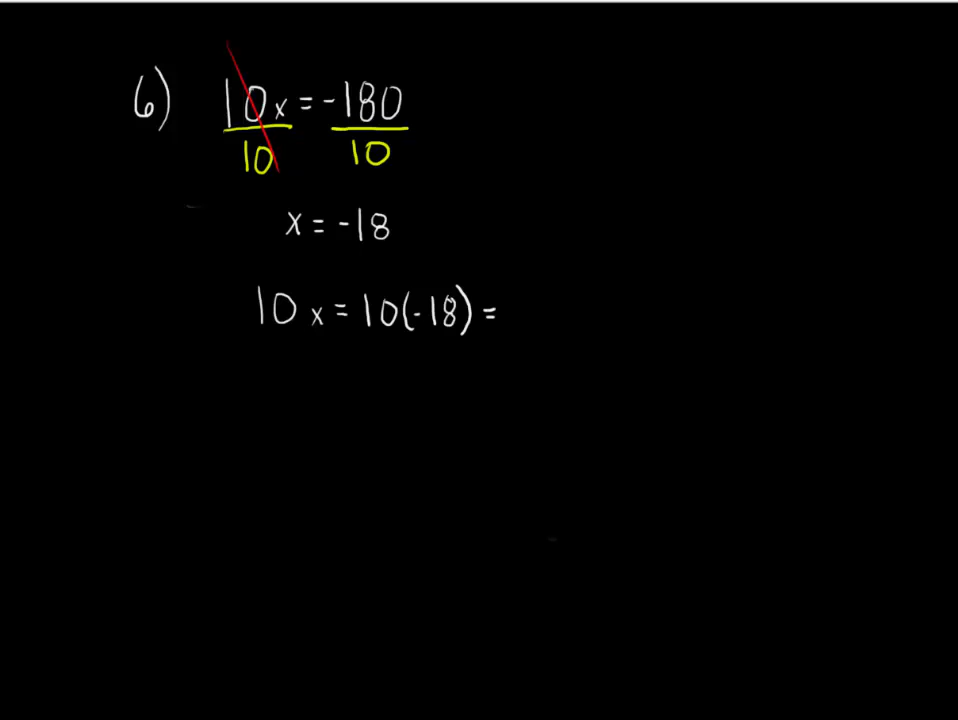 6) 10x = -180
10 10
x = -18
10x = 10(-18) =